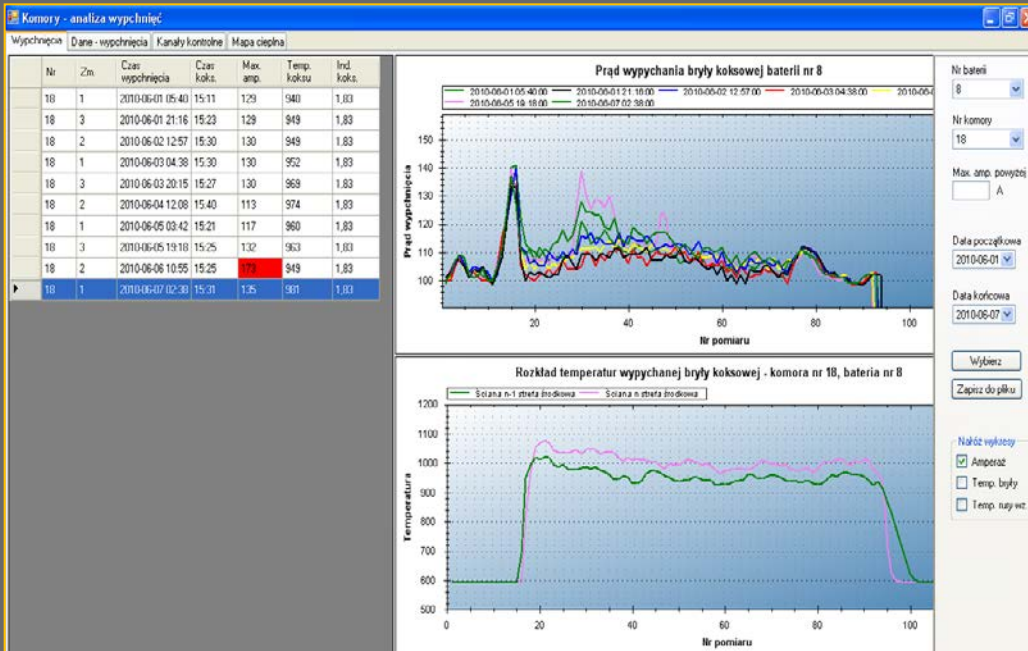 Komory - analiza wypchnięć
Wypchnięcia Dane - wypchnięcia Kanały kontrolne Mapa cieplna
Nr Zm. Czas wypchnięcia Czas koks. Max. amp. Temp. koksu Ind. koks.
18 1 2010-06-01 05:40 15:11 129 940 1,83
18 3 2010-06-01 21:16 15:23 129 949 1,83
18 2 2010-06-02 12:57 15:30 130 949 1,83
18 1 2010-06-03 04:38 15:30 130 952 1,83
18 3 2010-06-03 20:15 15:27 130 969 1,83
18 2 2010-06-04 12:08 15:40 113 974 1,83
18 1 2010-06-05 03:42 15:21 117 960 1,83
18 3 2010-06-05 19:18 15:25 132 963 1,83
18 2 2010-06-06 10:55 15:25 173 949 1,83
18 1 2010-06-07 02:38 15:31 135 981 1,83
Prąd wypychania bryły koksowej baterii nr 8
2010-06-01 05:40:00 2010-06-01 21:16:00 2010-06-02 12:57:00 2010-06-03 04:38:00
2010-06-05 19:18:00 2010-06-07 02:38:00
Prąd wypchnięcia
150
140
130
120
110
100
20 40 60 80 100
Nr pomiaru
Rozkład temperatur wypychanej bryły koksowej - komora nr 18, bateria nr 8
Ściana n-1 strefa środkowa Ściana n strefa środkowa
Temperatura
1200
1100
1000
900
800
700
600
500
0 20 40 60 80 100
Nr pomiaru
Nr baterii
8
Nr komory
18
Max. amp. powyżej
A
Data początkowa
2010-06-01
Data końcowa
2010-06-07
Wybierz
Zapisz do pliku
Nałóż wykresy
Amperaż
Temp. bryły
Temp. rury wz.